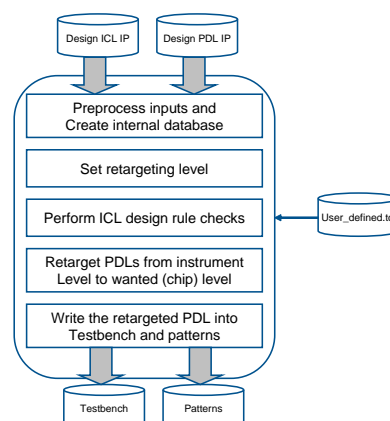 Design ICL IP
Design PDL IP
Preprocess inputs and
Create internal database
Set retargeting level
Perform ICL design rule checks
User_defined.tc
Retarget PDLs from instrument
Level to wanted (chip) level
Write the retargeted PDL into
Testbench and patterns
Testbench
Patterns